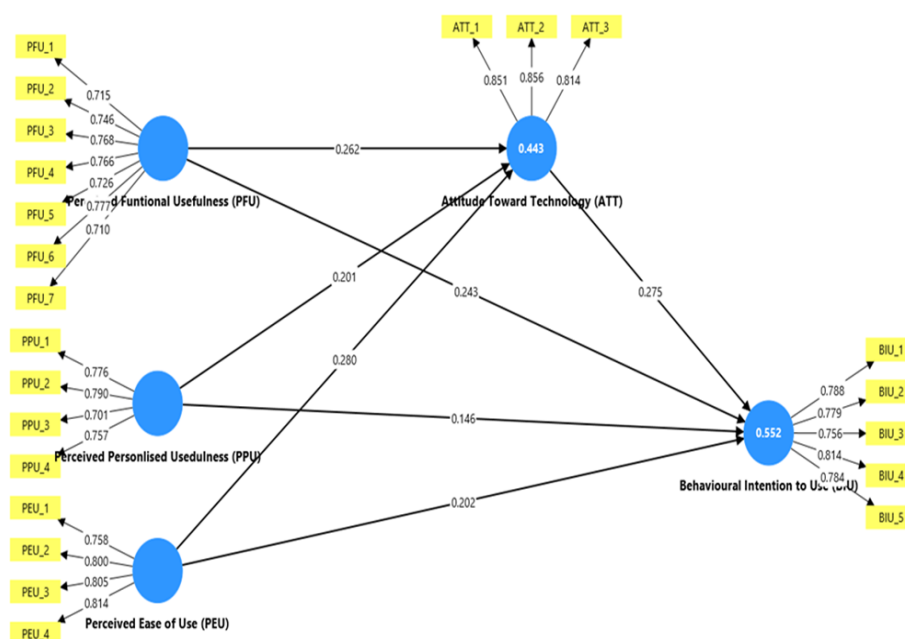 ATT_1 ATT_2 ATT_3
PFU_1
PFU_2
PFU_3
PFU_4
PFU_5
PFU_6
PFU_7
0.715
0.746
0.768
0.766
0.726
0.777
0.710
0.851 0.856 0.814
0.262
0.443
Per d Funtional Usefulness (PFU)
Attitude Toward Technology (ATT)
0.201
0.243
0.275
0.280
PPU_1
PPU_2
PPU_3
PPU_4
0.776
0.790
0.701
0.757
0.146
Perceived Personlised Usedulness (PPU)
0.552
BIU_1
BIU_2
BIU_3
BIU_4
BIU_5
0.788
0.779
0.756
0.814
0.784
Behavioural Intention to Use (BIU)
0.202
PEU_1
PEU_2
PEU_3
PEU_4
0.758
0.800
0.805
0.814
Perceived Ease of Use (PEU)